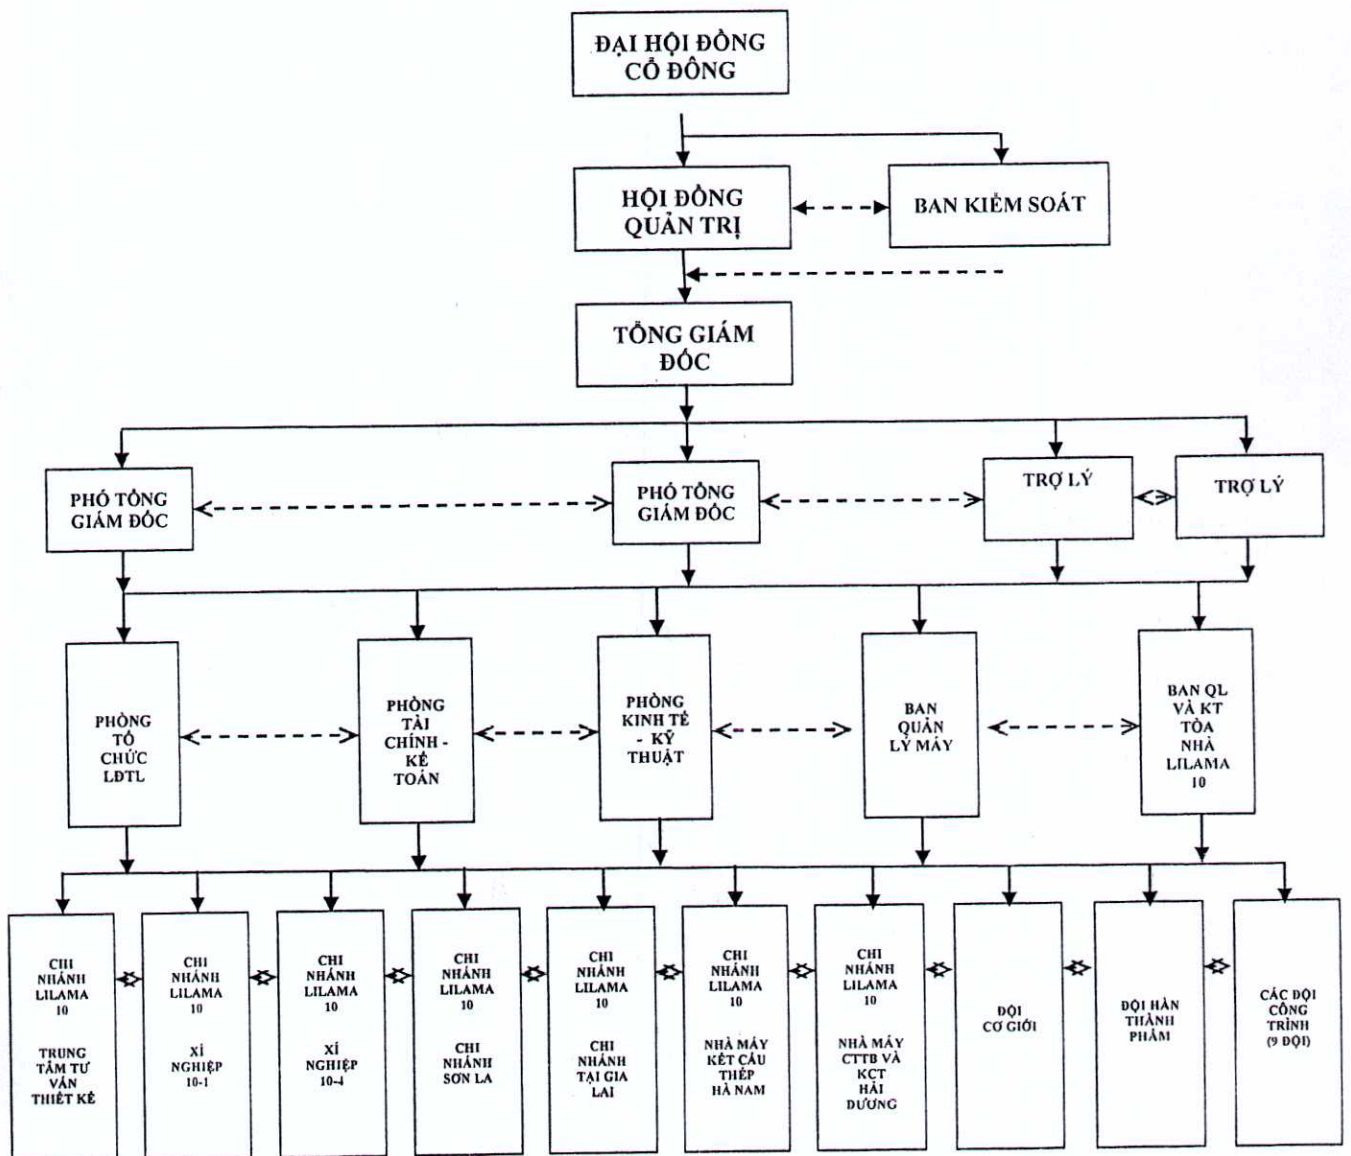 ĐẠI HỘI ĐỒNG
CỔ ĐÔNG
HỘI ĐỒNG
QUẢN TRỊ
BAN KIỂM SOÁT
TỔNG GIÁM
ĐỐC
PHÓ TỔNG
GIÁM ĐỐC
PHÓ TỔNG
GIÁM ĐỐC
TRỢ LÝ
TRỢ LÝ
PHÒNG
TỔ
CHỨC
LĐTL
PHÒNG
TÀI
CHÍNH -
KẾ
TOÁN
PHÒNG
KINH TẾ
- KỸ
THUẬT
BAN
QUẢN
LÝ MÁY
BAN QL
VÀ KT
TÒA
NHÀ
LILAMA
10
CHI
NHÁNH
LILAMA
10
TRUNG
TÂM TƯ
VẤN
THIẾT KẾ
CHI
NHÁNH
LILAMA
10
XÍ
NGHIỆP
10-1
CHI
NHÁNH
LILAMA
10
XÍ
NGHIỆP
10-4
CHI
NHÁNH
LILAMA
10
CHI
NHÁNH
SƠN LA
CHI
NHÁNH
LILAMA
10
CHI
NHÁNH
TẠI GIA
LAI
CHI
NHÁNH
LILAMA
10
NHÀ MÁY
KẾT CẤU
THÉP
HÀ NAM
CHI
NHÁNH
LILAMA
10
NHÀ MÁY
CTTB VÀ
KCT
HẢI
DƯƠNG
ĐỘI
CƠ GIỚI
ĐỘI HÀN
THÀNH
PHẨM
CÁC ĐỘI
CÔNG
TRÌNH
(9 ĐỘI)